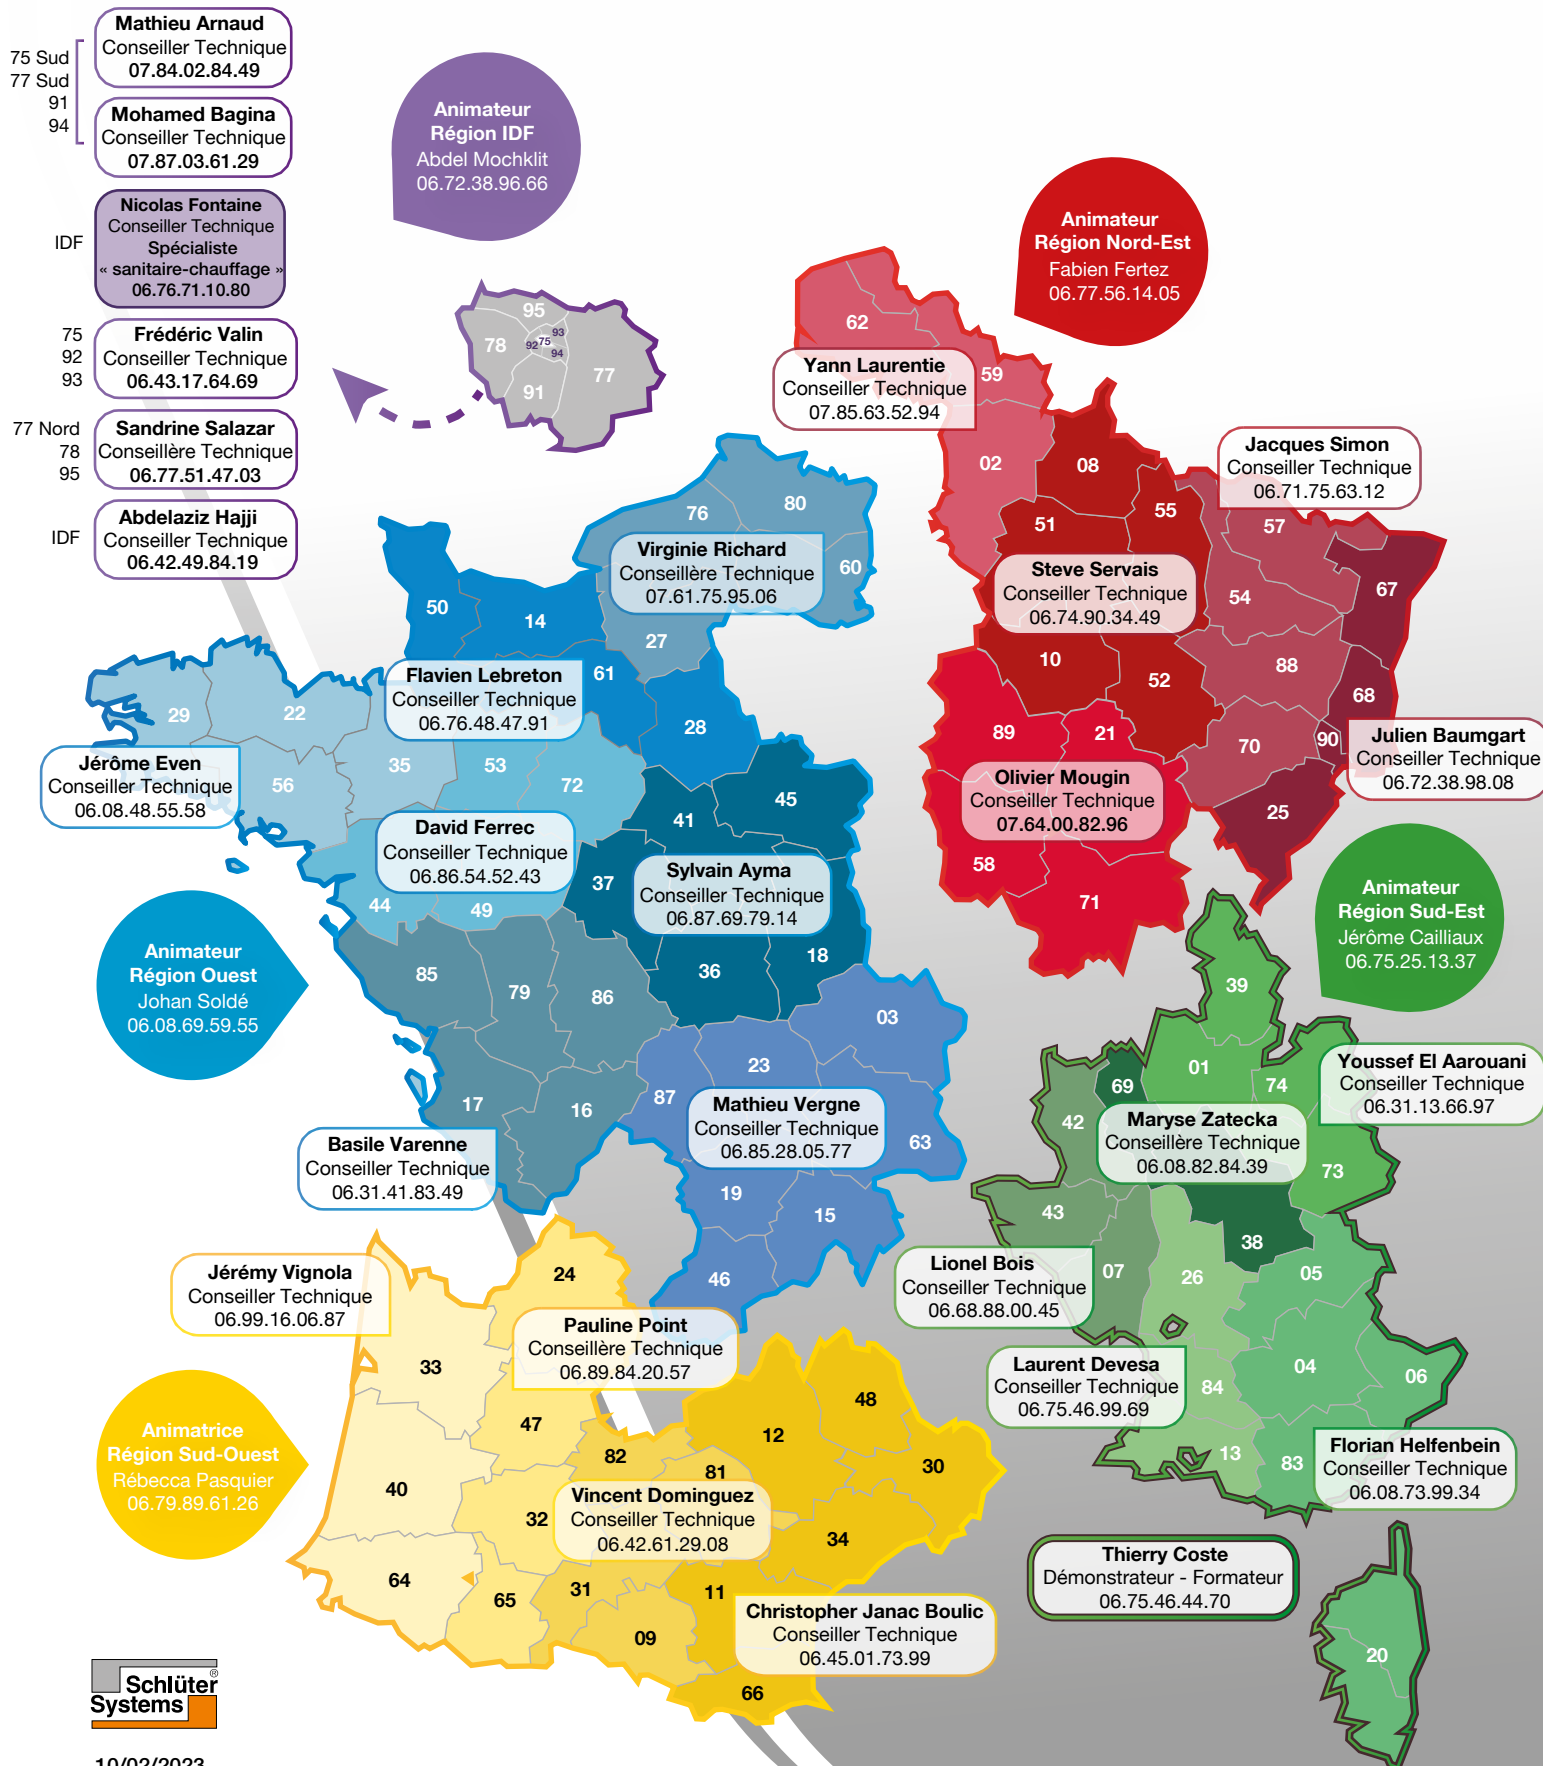 75 Sud
77 Sud
91
94
Mathieu Arnaud
Conseiller Technique
07.84.02.84.49
Mohamed Bagina
Conseiller Technique
07.87.03.61.29
IDF
Nicolas Fontaine
Conseiller Technique
Spécialiste
« sanitaire-chauffage »
06.76.71.10.80
75
92
93
Frédéric Valin
Conseiller Technique
06.43.17.64.69
77 Nord
78
95
Sandrine Salazar
Conseillère Technique
06.77.51.47.03
IDF
Abdelaziz Hajji
Conseiller Technique
06.42.49.84.19
Animateur
Région IDF
Abdel Mochklit
06.72.38.96.66
95
93
78
92
75
94
77
91
Animateur
Région Nord-Est
Fabien Fertez
06.77.56.14.05
62
59
Yann Laurentie
Conseiller Technique
07.85.63.52.94
02
08
Jacques Simon
Conseiller Technique
06.71.75.63.12
51
55
57
Steve Servais
Conseiller Technique
06.74.90.34.49
54
67
10
52
88
68
89
21
70
90
Julien Baumgart
Conseiller Technique
06.72.38.98.08
Olivier Mougin
Conseiller Technique
07.64.00.82.96
25
58
71
76
80
Virginie Richard
Conseillère Technique
07.61.75.95.06
60
50
14
27
61
Flavien Lebreton
Conseiller Technique
06.76.48.47.91
28
29
22
Jérôme Even
Conseiller Technique
06.08.48.55.58
56
35
53
72
45
41
David Ferrec
Conseiller Technique
06.86.54.52.43
37
Sylvain Ayma
Conseiller Technique
06.87.69.79.14
44
49
18
36
Animateur
Région Ouest
Johan Soldé
06.08.69.59.55
85
79
86
03
23
17
16
87
Mathieu Vergne
Conseiller Technique
06.85.28.05.77
63
Basile Varenne
Conseiller Technique
06.31.41.83.49
19
15
46
Animateur
Région Sud-Est
Jérôme Cailliaux
06.75.25.13.37
39
01
74
69
42
Youssef El Aarouani
Conseiller Technique
06.31.13.66.97
Maryse Zatecka
Conseillère Technique
06.08.82.84.39
73
43
38
Lionel Bois
Conseiller Technique
06.68.88.00.45
07
26
05
Laurent Devesa
Conseiller Technique
06.75.46.99.69
84
04
06
13
83
Florian Helfenbein
Conseiller Technique
06.08.73.99.34
Thierry Coste
Démonstrateur - Formateur
06.75.46.44.70
20
Jérémy Vignola
Conseiller Technique
06.99.16.06.87
24
Pauline Point
Conseillère Technique
06.89.84.20.57
33
Animatrice
Région Sud-Ouest
Rébecca Pasquier
06.79.89.61.26
47
82
12
48
81
30
40
32
Vincent Dominguez
Conseiller Technique
06.42.61.29.08
34
64
65
31
11
09
Christopher Janac Boulic
Conseiller Technique
06.45.01.73.99
66
Schlüter®
Systems
10/02/2023